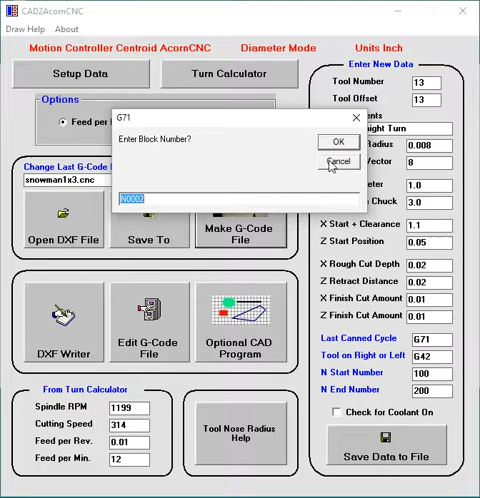 CAD2AcornCNC
Draw Help About
Motion Controller Centroid AcornCNC Diameter Mode Units Inch
Setup Data
Turn Calculator
Options
Feed per
G71
Enter Block Number?
OK
Cancel
N0002
Change Last G-Code
snowman1x3.cnc
Open DXF File
Save To
Make G-Code
File
DXF Writer
Edit G-Code
File
Optional CAD
Program
From Turn Calculator
Spindle RPM 1199
Cutting Speed 314
Feed per Rev. 0.01
Feed per Min. 12
Tool Nose Radius
Help
Enter New Data
Tool Number 13
Tool Offset 13
Turn
Radius 0.008
Vector 8
1.0
Chuck 3.0
X Start + Clearance 1.1
Z Start Position 0.05
X Rough Cut Depth 0.02
Z Retract Distance 0.02
X Finish Cut Amount 0.01
Z Finish Cut Amount 0.01
Last Canned Cycle G71
Tool on Right or Left G42
N Start Number 100
N End Number 200
Check for Coolant On
Save Data to File